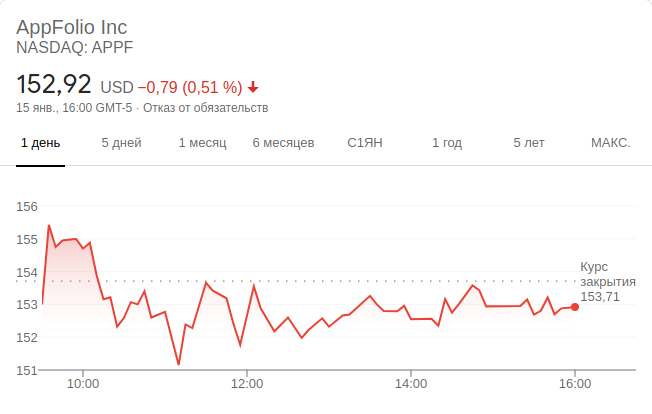 AppFolio Inc
NASDAQ: APPF
152,92 USD −0,79 (0,51 %)
15 янв., 16:00 GMT-5 · Отказ от обязательств
1 день 5 дней 1 месяц 6 месяцев С1ЯН 1 год 5 лет МАКС.
156
155
154
153
152
151
Курс
закрытия
153,71
10:00 12:00 14:00 16:00